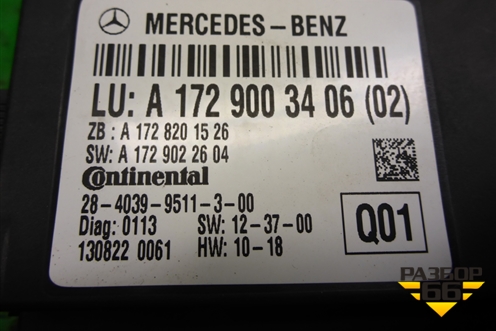 MERCEDES-BENZ
LU: A 172 900 34 06 (02)
ZB : A 172 820 15 26
SW: A 172 902 26 04
Continental
28-4039-9511-3-00
Diag: 0113 SW: 12-37-00
130822 0061 HW: 10-18
Q01
РАЗБОР
66